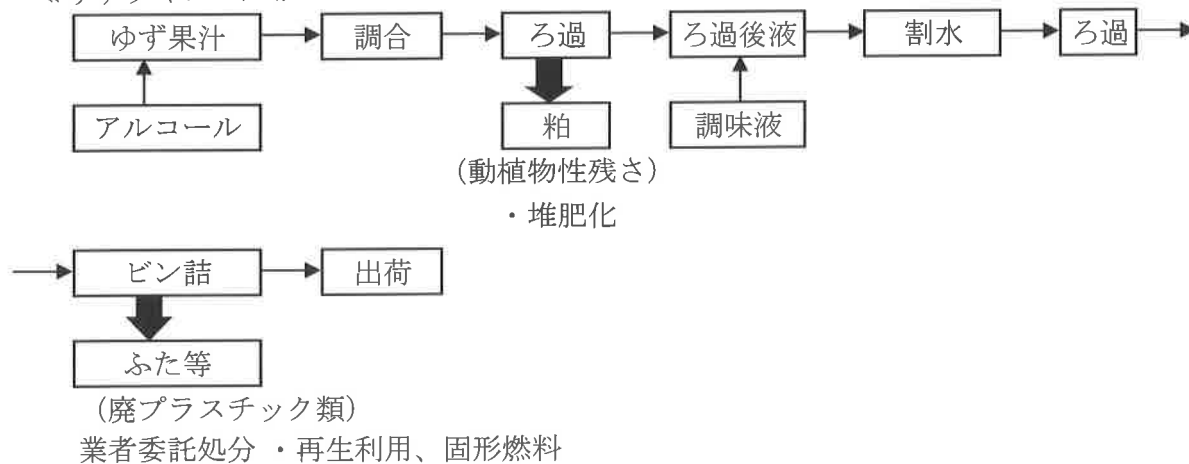 ゆず果汁 調合 ろ過 ろ過後液 割水 ろ過
アルコール 粕 調味液
(動植物性残さ)
・堆肥化
ビン詰 出荷
ふた等
(廃プラスチック類)
業者委託処分 ・再生利用、固形燃料